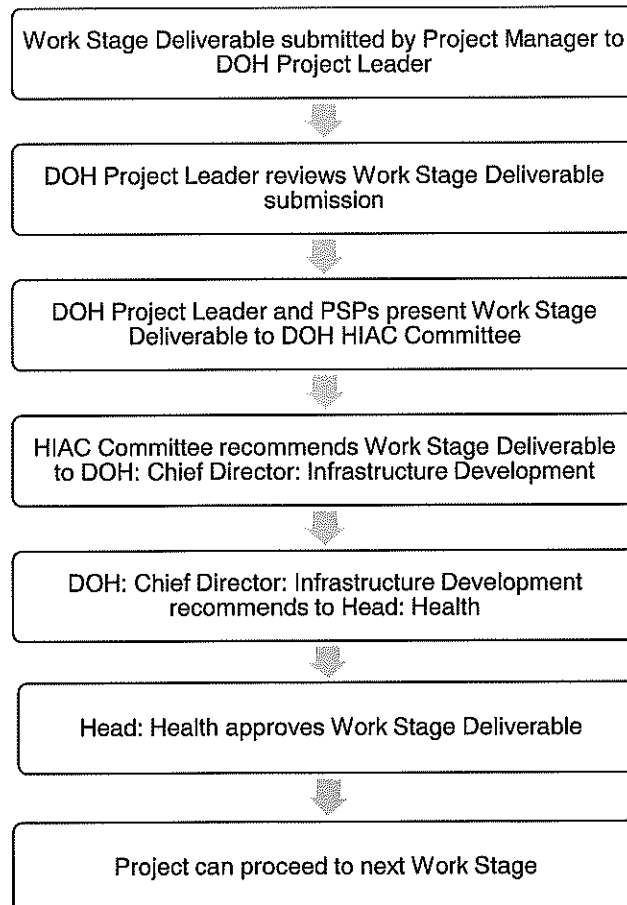 Work Stage Deliverable submitted by Project Manager to
DOH Project Leader
DOH Project Leader reviews Work Stage Deliverable
submission
DOH Project Leader and PSPs present Work Stage
Deliverable to DOH HIAC Committee
HIAC Committee recommends Work Stage Deliverable
to DOH: Chief Director: Infrastructure Development
DOH: Chief Director: Infrastructure Development
recommends to Head: Health
Head: Health approves Work Stage Deliverable
Project can proceed to next Work Stage